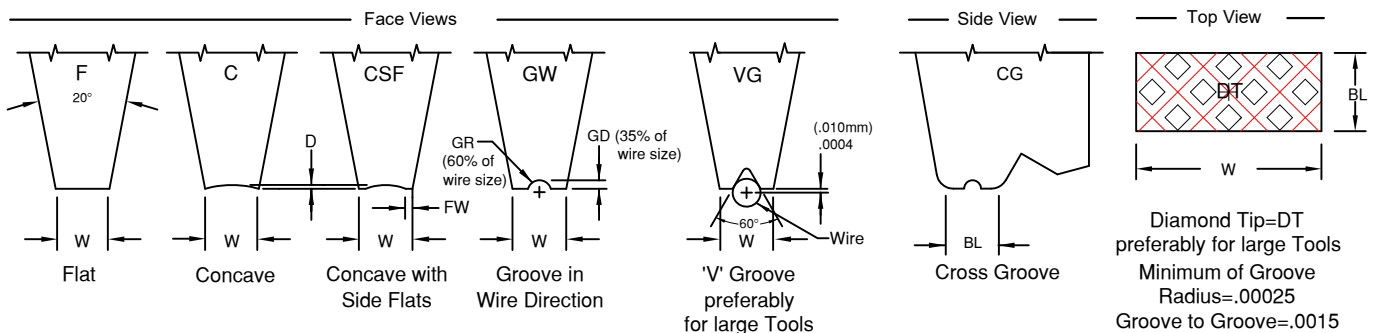 Face Views
Side View
Top View
F
20°
C
CSF
GW
VG
CG
DT
BL
D
GR
(60% of
wire size)
GD (35% of
wire size)
(.010mm)
.0004
FW
W
W
W
W
60°
W
Wire
BL
W
Flat
Concave
Concave with
Side Flats
Groove in
Wire Direction
'V' Groove
preferably
for large Tools
Cross Groove
Diamond Tip=DT
preferably for large Tools
Minimum of Groove
Radius=.00025
Groove to Groove=.0015